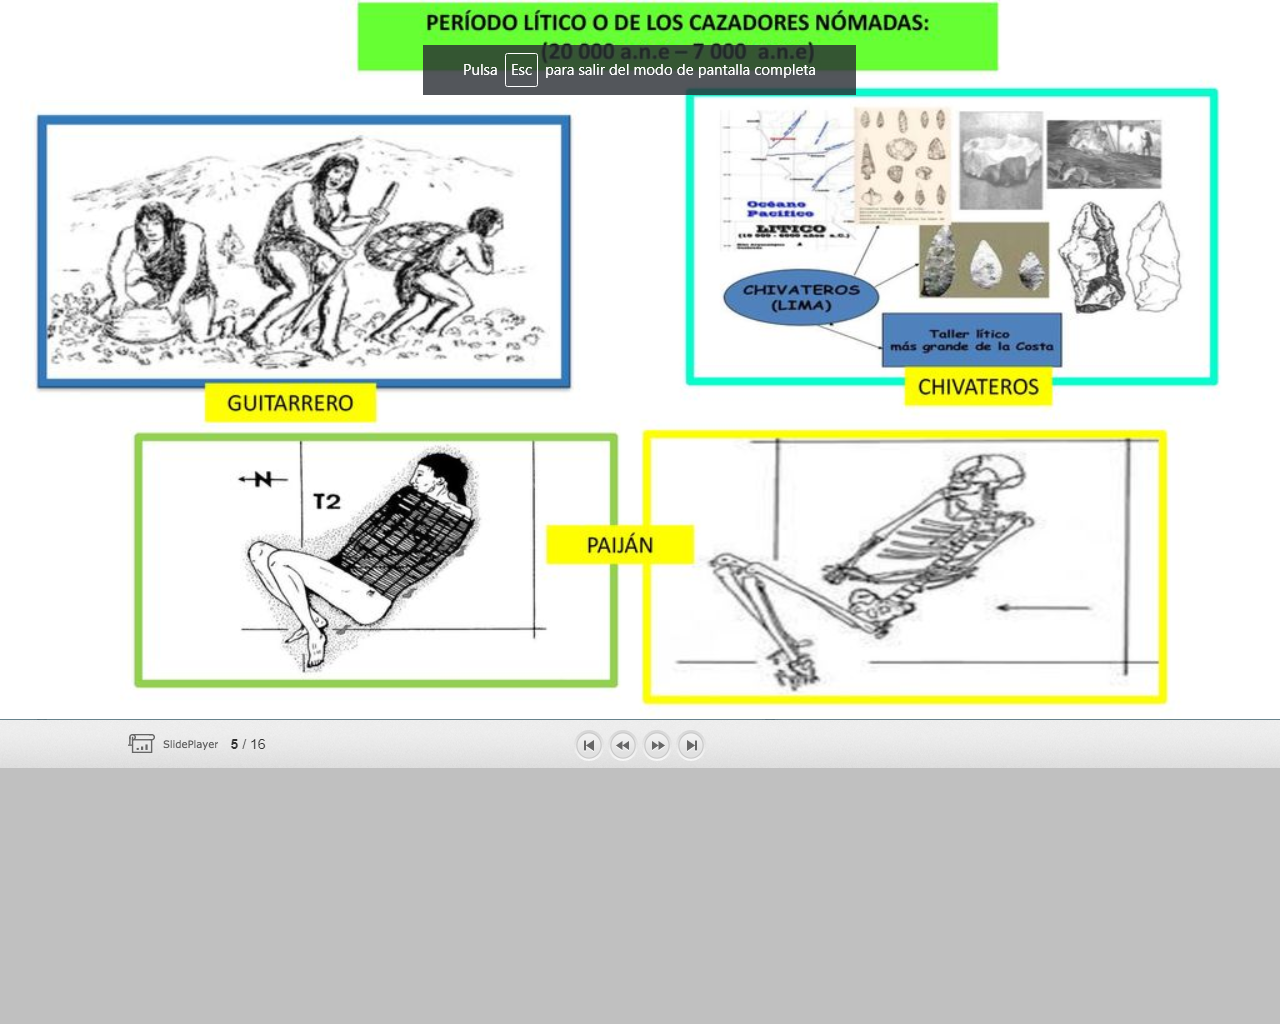 PERÍODO LÍTICO O DE LOS CAZADORES NÓMADAS:
(20 000 a.n.e – 7 000 a.n.e)
Pulsa Esc para salir del modo de pantalla completa
Océano
Pacífico
LITICO
CHIVATEROS
(LIMA)
Taller lítico
más grande de la Costa
GUITARRERO
CHIVATEROS
N
T2
PAIJÁN
SlidePlayer 5 / 16